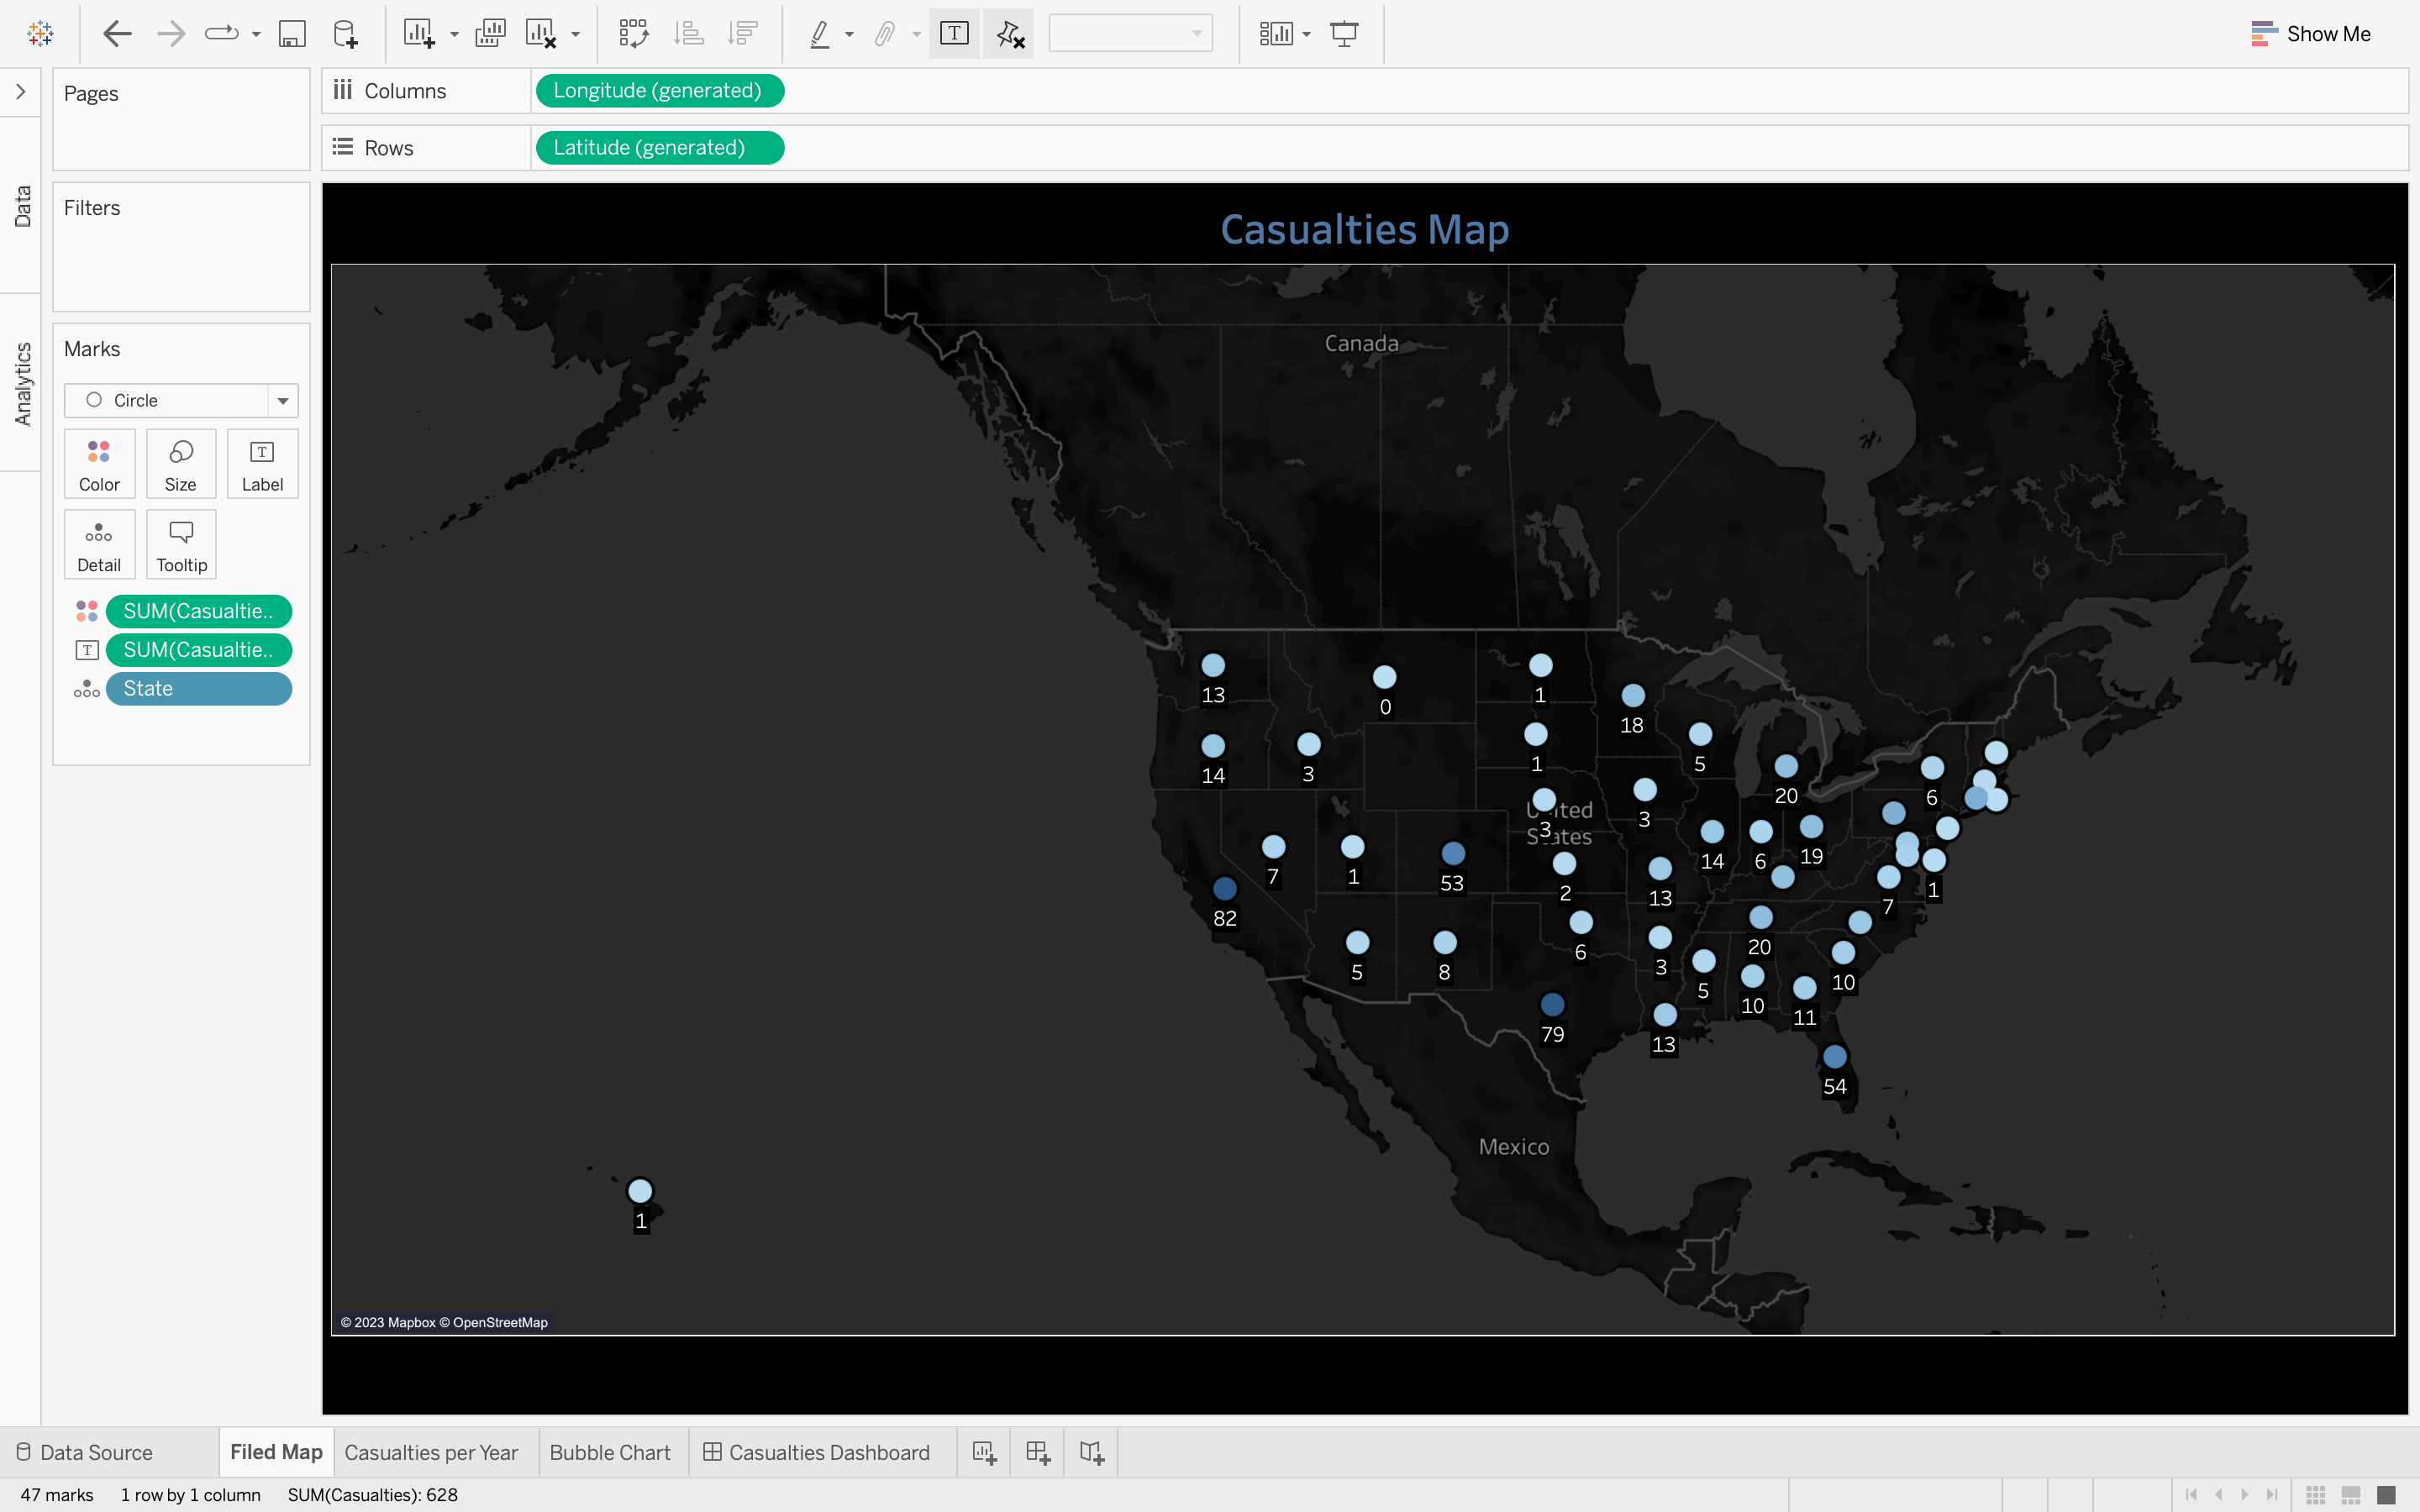 Show Me
Pages
Columns
Longitude (generated)
Rows
Latitude (generated)
Data
Analytics
Filters
Marks
Circle
Color
Size
Label
Detail
Tooltip
SUM(Casualtie..
T SUM(Casualtie..
State
Casualties Map
Canada
13
0
1
18
14
3
1
5
20
6
United
States
3
3
7
1
53
2
14
6
19
82
13
7
1
5
8
6
3
20
5
10
10
11
79
13
54
Mexico
1
© 2023 Mapbox © OpenStreetMap
Data Source
Filed Map
Casualties per Year
Bubble Chart
Casualties Dashboard
47 marks
1 row by 1 column
SUM(Casualties): 628